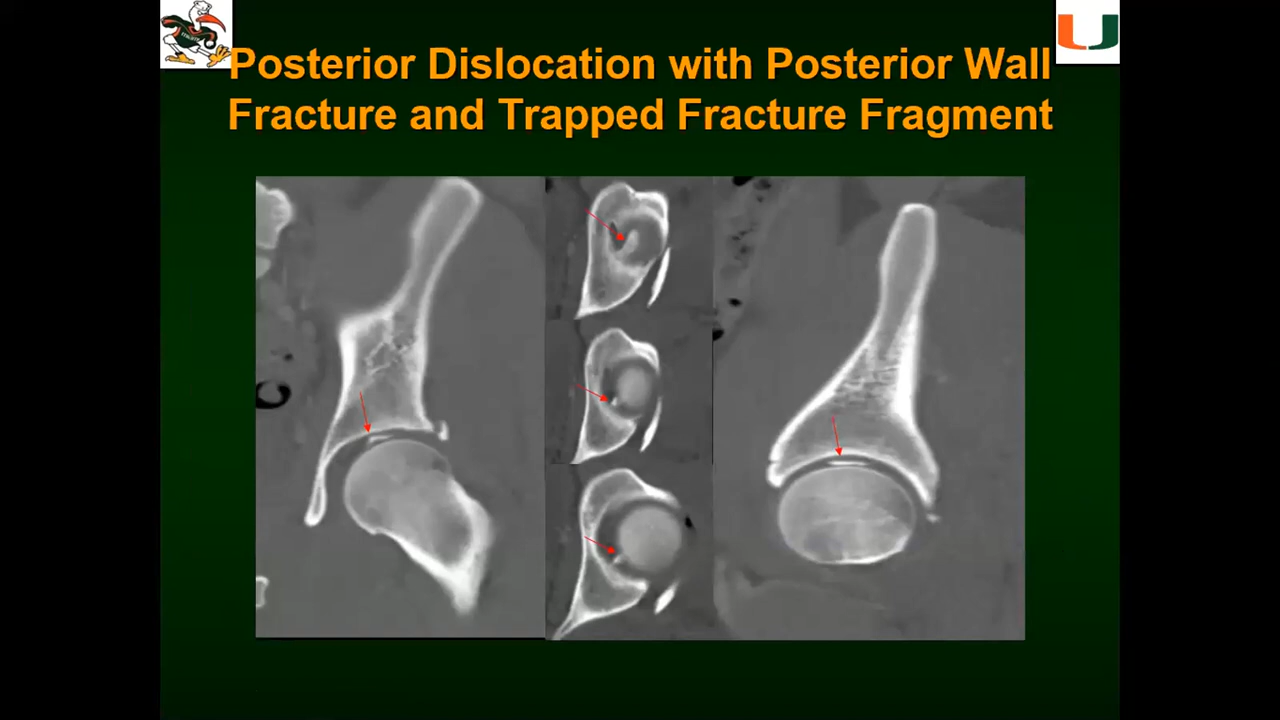 Posterior Dislocation with Posterior Wall
Fracture and Trapped Fracture Fragment